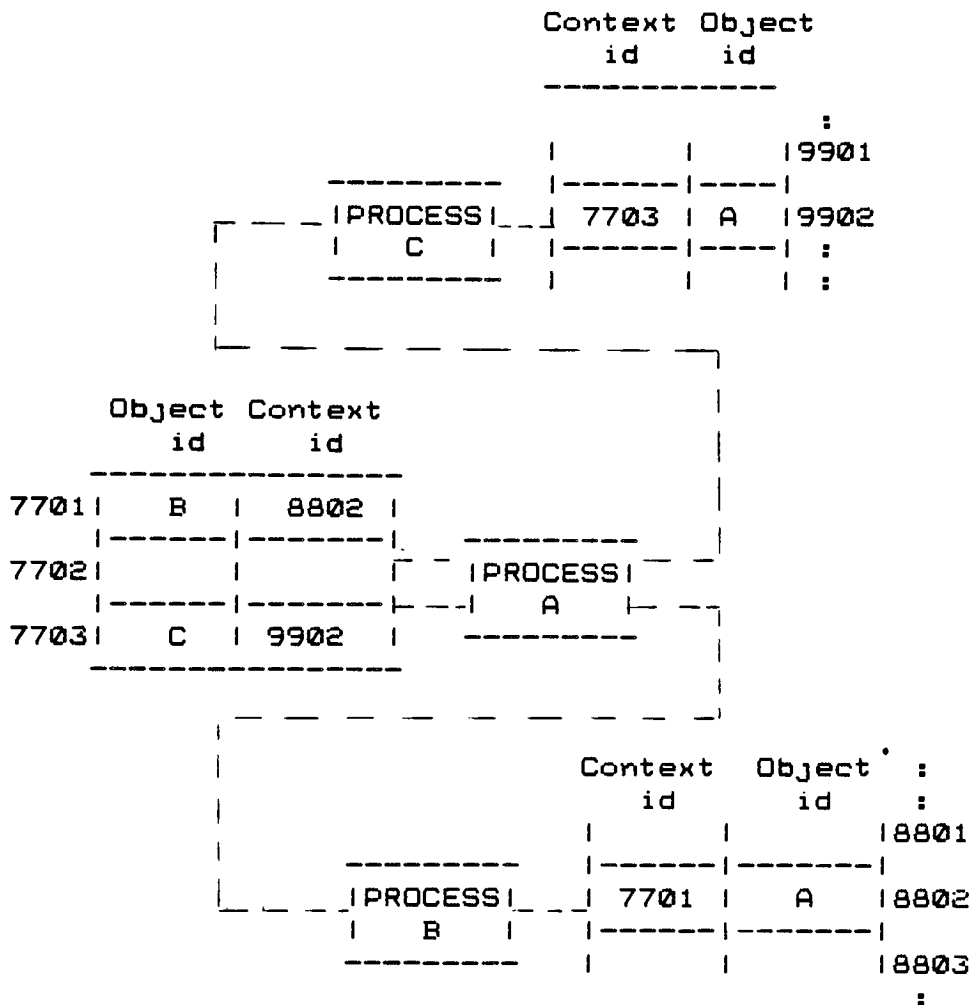 Context Object
id id
:
9901
PROCESS 7703 A 9902
C :
:
Object Context
id id
7701 B 8802
7702 PROCESS
A
7703 C 9902
Context Object :
id id :
8801
PROCESS 7701 A 8802
B
8803
: